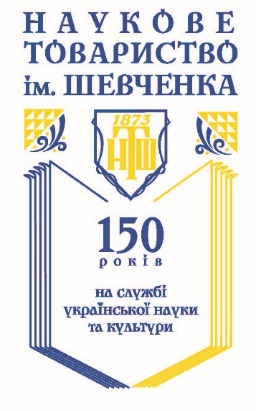 НАУКОВЕ
ТОВАРИСТВО
ім. ШЕВЧЕНКА
1873
НТШ
150
років
на службі
української науки
та культури